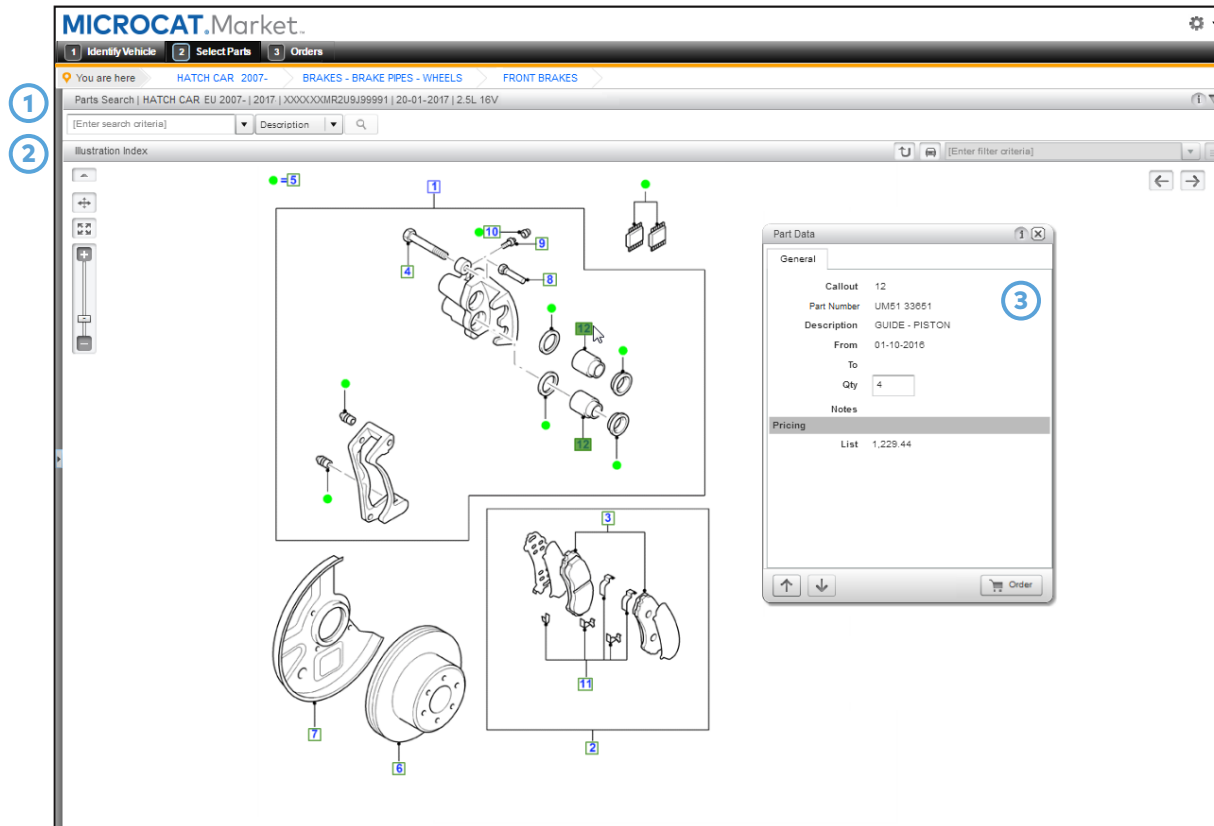 MICROCAT.Market
1 Identify Vehicle 2 Select Parts 3 Orders
You are here HATCH CAR 2007- BRAKES - BRAKE PIPES - WHEELS FRONT BRAKES
1
Parts Search | HATCH CAR EU 2007- | 2017 | XXXXXXMR2U9J99991 | 20-01-2017 | 2.5L 16V
[Enter search criteria] Description
2
Illustration Index [Enter filter criteria]
=5
1
10
9
4
8
12
12
3
11
2
7
6
Part Data
General
3
Callout 12
Part Number UM51 33651
Description GUIDE - PISTON
From 01-10-2016
To
Qty 4
Notes
Pricing
List 1,229.44
Order